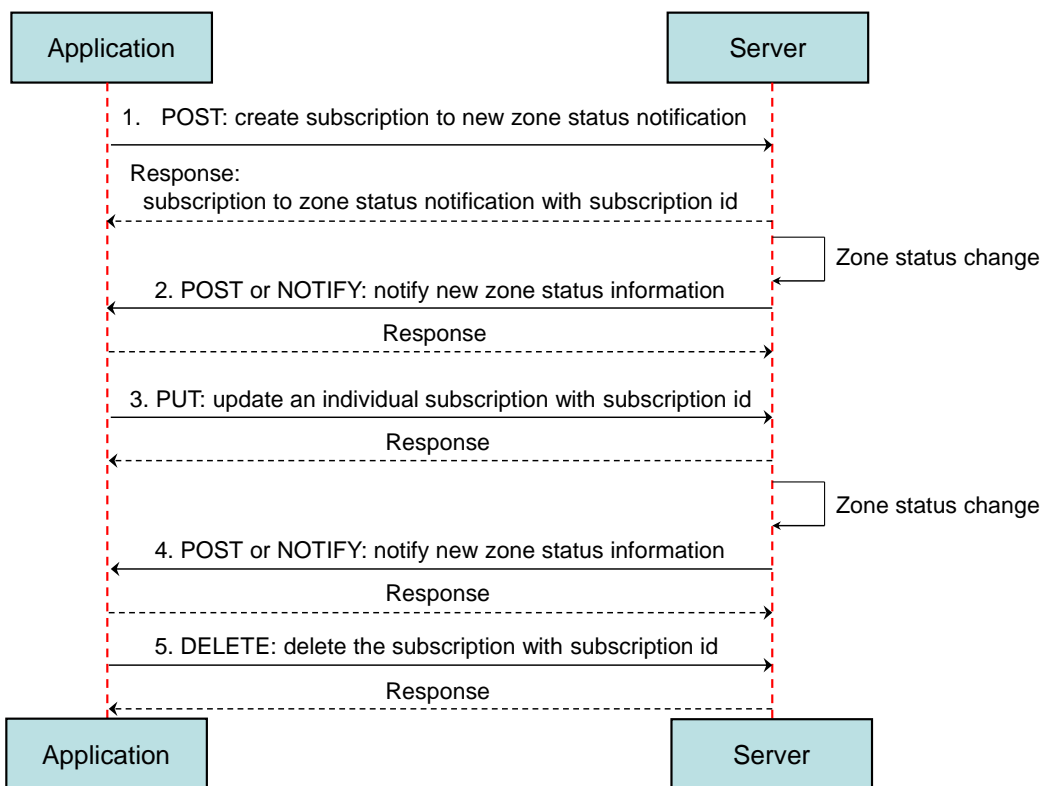 Application
Server
1. POST: create subscription to new zone status notification
Response:
subscription to zone status notification with subscription id
Zone status change
2. POST or NOTIFY: notify new zone status information
Response
3. PUT: update an individual subscription with subscription id
Response
Zone status change
4. POST or NOTIFY: notify new zone status information
Response
5. DELETE: delete the subscription with subscription id
Response
Application
Server